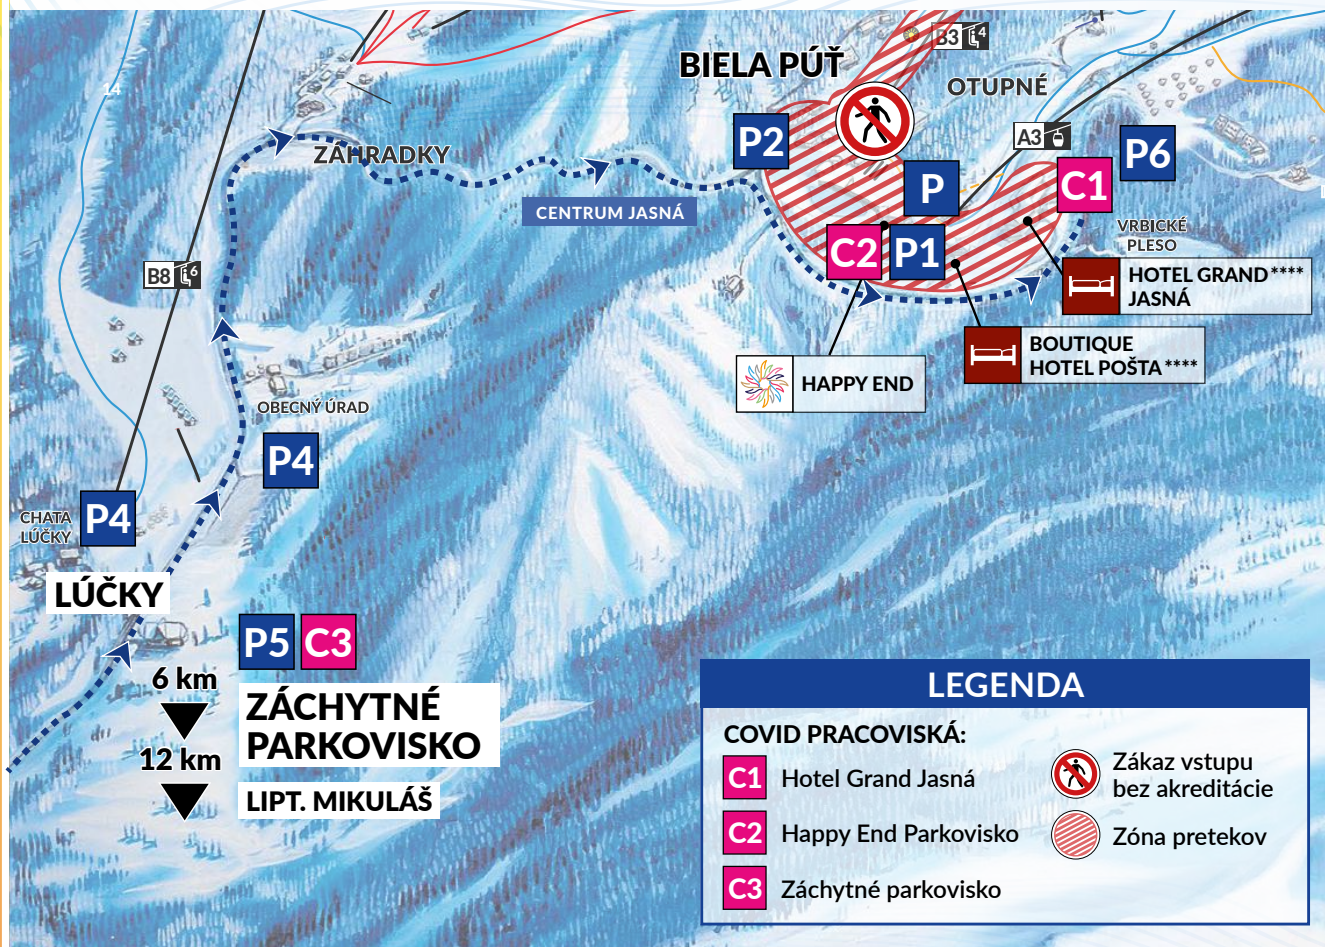 B3 4
BIELA PÚŤ
OTUPNÉ
14
P2
A3
P6
ZÁHRADKY
C1
P
CENTRUM JASNÁ
VRBICKÉ
PLESO
C2 P1
B8 6
HOTEL GRAND****
JASNÁ
BOUTIQUE
HOTEL POŠTA****
HAPPY END
OBECNÝ ÚRAD
P4
CHATA
LÚČKY
P4
LÚČKY
P5 C3
6 km
ZÁCHYTNÉ
PARKOVISKO
12 km
LIPT. MIKULÁŠ
LEGENDA
COVID PRACOVISKÁ:
C1 Hotel Grand Jasná
C2 Happy End Parkovisko
C3 Záchytné parkovisko
Zákaz vstupu
bez akreditácie
Zóna pretekov